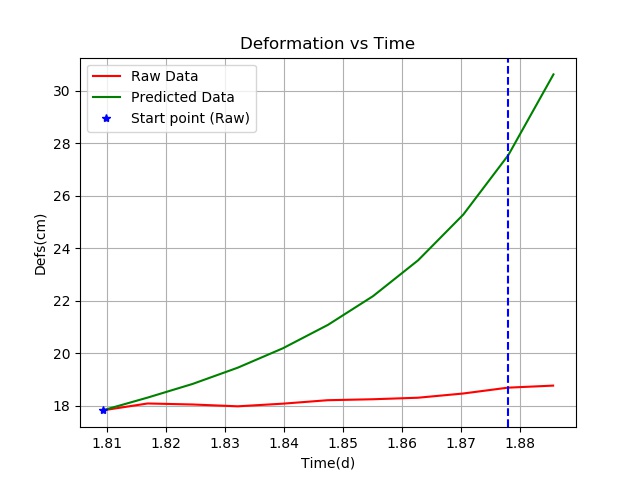 Deformation vs Time
Raw Data
Predicted Data
Start point (Raw)
30
28
26
24
22
20
18
Defs(cm)
1.81 1.82 1.83 1.84 1.85 1.86 1.87 1.88
Time(d)